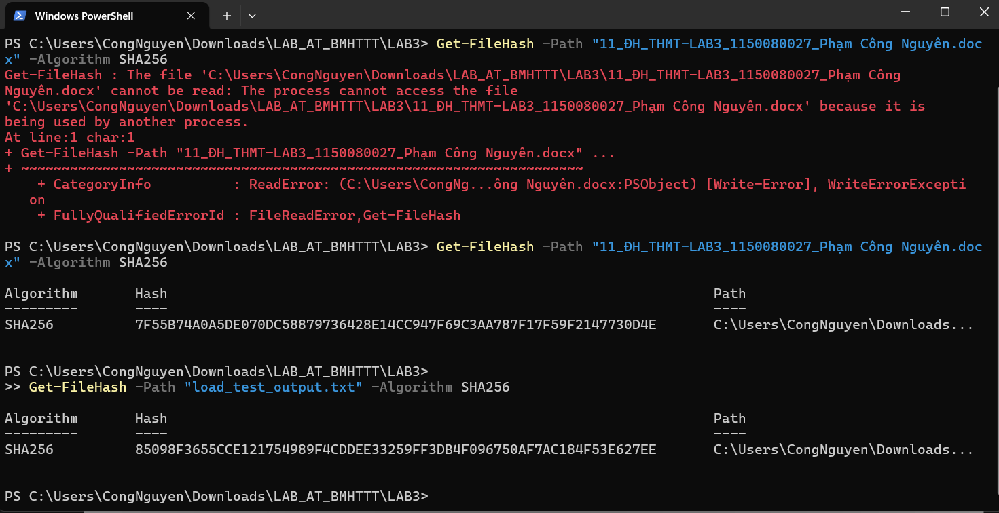 Windows PowerShell
PS C:\Users\CongNguyen\Downloads\LAB_AT_BMHTTT\LAB3> Get-FileHash -Path "11_ĐH_THMT-LAB3_1150080027_Phạm Công Nguyên.doc
x" -Algorithm SHA256
Get-FileHash : The file 'C:\Users\CongNguyen\Downloads\LAB_AT_BMHTTT\LAB3\11_ĐH_THMT-LAB3_1150080027_Phạm Công
Nguyên.docx' cannot be read: The process cannot access the file
'C:\Users\CongNguyen\Downloads\LAB_AT_BMHTTT\LAB3\11_ĐH_THMT-LAB3_1150080027_Phạm Công Nguyên.docx' because it is
being used by another process.
At line:1 char:1
+ Get-FileHash -Path "11_ĐH_THMT-LAB3_1150080027_Phạm Công Nguyên.docx" ...
+ ~~~~~~~~~~~~~~~~~~~~~~~~~~~~~~~~~~~~~~~~~~~~~~~~~~~~~~~~~~~~~~~~~~~~~
    + CategoryInfo          : ReadError: (C:\Users\CongNg...ông Nguyên.docx:PSObject) [Write-Error], WriteErrorExcepti
   on
    + FullyQualifiedErrorId : FileReadError,Get-FileHash
PS C:\Users\CongNguyen\Downloads\LAB_AT_BMHTTT\LAB3> Get-FileHash -Path "11_ĐH_THMT-LAB3_1150080027_Phạm Công Nguyên.doc
x" -Algorithm SHA256
Algorithm       Hash                                                                   Path
---------       ----                                                                   ----
SHA256          7F55B74A0A5DE070DC58879736428E14CC947F69C3AA787F17F59F2147730D4E       C:\Users\CongNguyen\Downloads...
PS C:\Users\CongNguyen\Downloads\LAB_AT_BMHTTT\LAB3>
>> Get-FileHash -Path "load_test_output.txt" -Algorithm SHA256
Algorithm       Hash                                                                   Path
---------       ----                                                                   ----
SHA256          85098F3655CCE121754989F4CDDEE33259FF3DB4F096750AF7AC184F53E627EE       C:\Users\CongNguyen\Downloads...
PS C:\Users\CongNguyen\Downloads\LAB_AT_BMHTTT\LAB3>